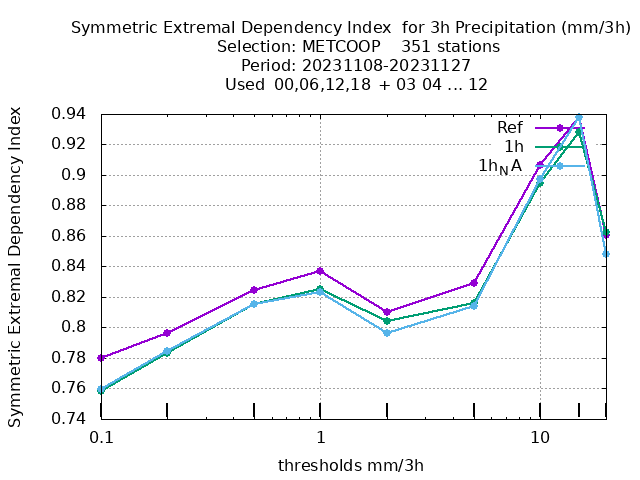 Symmetric Extremal Dependency Index  for 3h Precipitation (mm/3h)
Selection: METCOOP    351 stations
Period: 20231108-20231127
Used  00,06,12,18  + 03 04 ... 12
Symmetric Extremal Dependency Index
0.94
0.92
0.9
0.88
0.86
0.84
0.82
0.8
0.78
0.76
0.74
Ref
1h
1h_NA
0.1 1 10
thresholds mm/3h